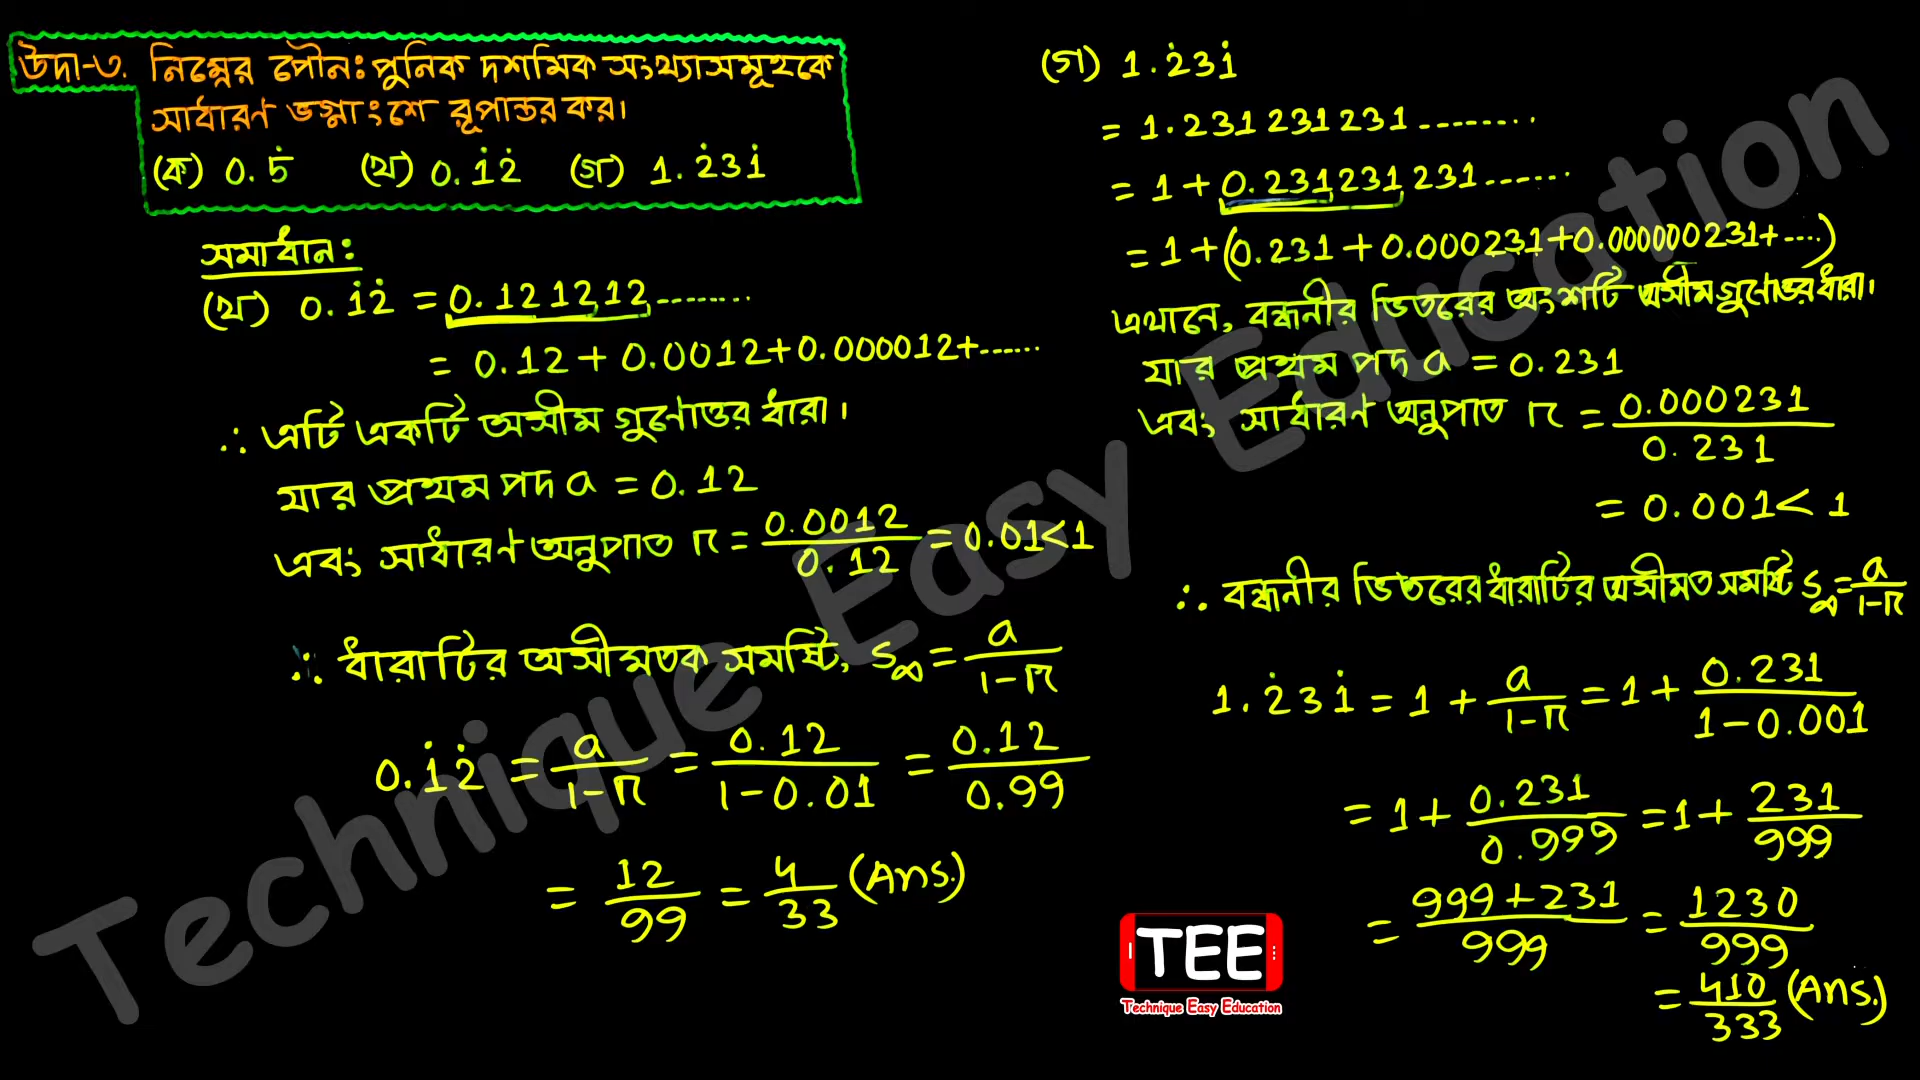 উদা-৩. নিম্নের পৌনঃপুনিক দশমিক সংখ্যাসমূহকে
সাধারণ ভগ্নাংশে রূপান্তর কর।
(ক) 0.5̇ (খ) 0.1̇2̇ (গ) 1.2̇31̇
সমাধান:
(খ) 0.1̇2̇ = 0.121212........
= 0.12 + 0.0012 + 0.000012 + ......
∴ এটি একটি অসীম গুণোত্তর ধারা।
যার প্রথম পদ a = 0.12
এবং সাধারণ অনুপাত r = 0.0012/0.12 = 0.01 < 1
∴ ধারাটির অসীমতক সমষ্টি, S∞ = a/(1-r)
0.1̇2̇ = a/(1-r) = 0.12/(1-0.01) = 0.12/0.99
= 12/99 = 4/33 (Ans.)
(গ) 1.2̇31̇
= 1.231231231........
= 1 + 0.231231231......
= 1 + (0.231 + 0.000231 + 0.000000231 + ....)
এখানে, বন্ধনীর ভিতরের অংশটি অসীম গুণোত্তর ধারা।
যার প্রথম পদ a = 0.231
এবং সাধারণ অনুপাত r = 0.000231/0.231
= 0.001 < 1
∴ বন্ধনীর ভিতরের ধারাটির অসীমত সমষ্টি S∞ = a/(1-r)
1.2̇31̇ = 1 + a/(1-r) = 1 + 0.231/(1-0.001)
= 1 + 0.231/0.999 = 1 + 231/999
= (999+231)/999 = 1230/999
= 410/333 (Ans.)
TEE
Technique Easy Education
Technique Easy Education